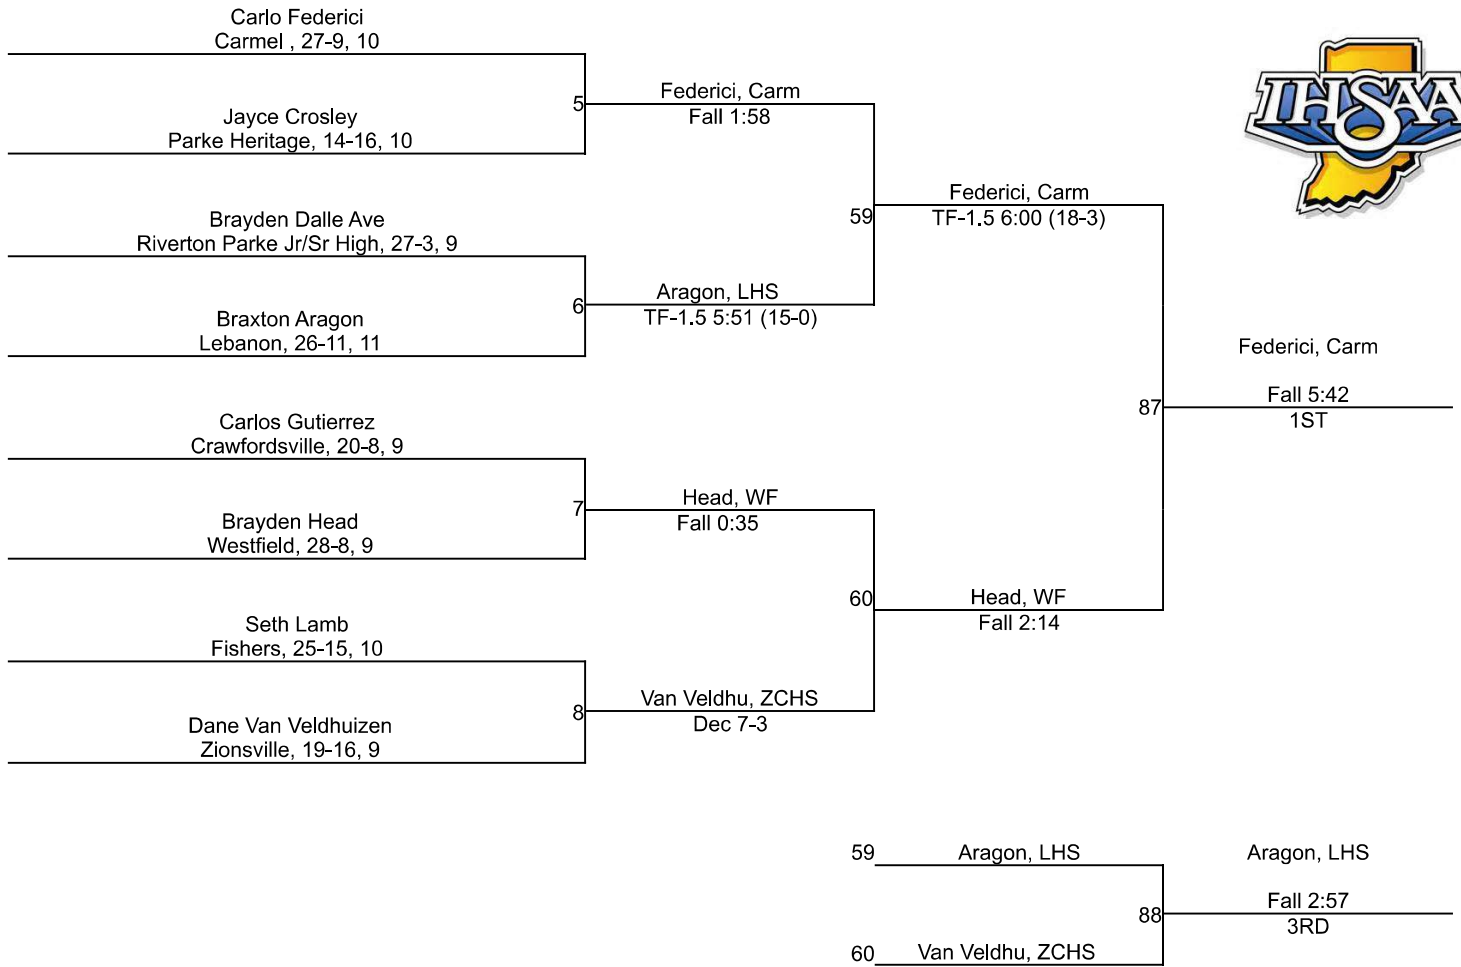 Carlo Federici
Carmel , 27-9, 10
5
Jayce Crosley
Parke Heritage, 14-16, 10
Federici, Carm
Fall 1:58
Brayden Dalle Ave
Riverton Parke Jr/Sr High, 27-3, 9
6
Braxton Aragon
Lebanon, 26-11, 11
Aragon, LHS
TF-1.5 5:51 (15-0)
59
Federici, Carm
TF-1.5 6:00 (18-3)
IHSAA
Carlos Gutierrez
Crawfordsville, 20-8, 9
7
Brayden Head
Westfield, 28-8, 9
Head, WF
Fall 0:35
Seth Lamb
Fishers, 25-15, 10
8
Dane Van Veldhuizen
Zionsville, 19-16, 9
Van Veldhu, ZCHS
Dec 7-3
60
Head, WF
Fall 2:14
87
Federici, Carm
Fall 5:42
1ST
59
Aragon, LHS
88
60
Van Veldhu, ZCHS
Aragon, LHS
Fall 2:57
3RD